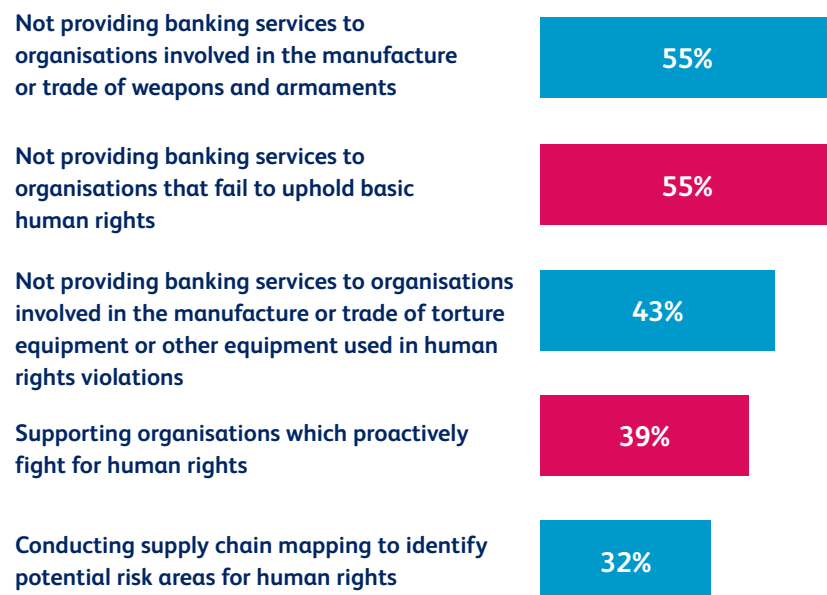 Not providing banking services to
organisations involved in the manufacture
or trade of weapons and armaments
55%
Not providing banking services to
organisations that fail to uphold basic
human rights
55%
Not providing banking services to organisations
involved in the manufacture or trade of torture
equipment or other equipment used in human
rights violations
43%
Supporting organisations which proactively
fight for human rights
39%
Conducting supply chain mapping to identify
potential risk areas for human rights
32%